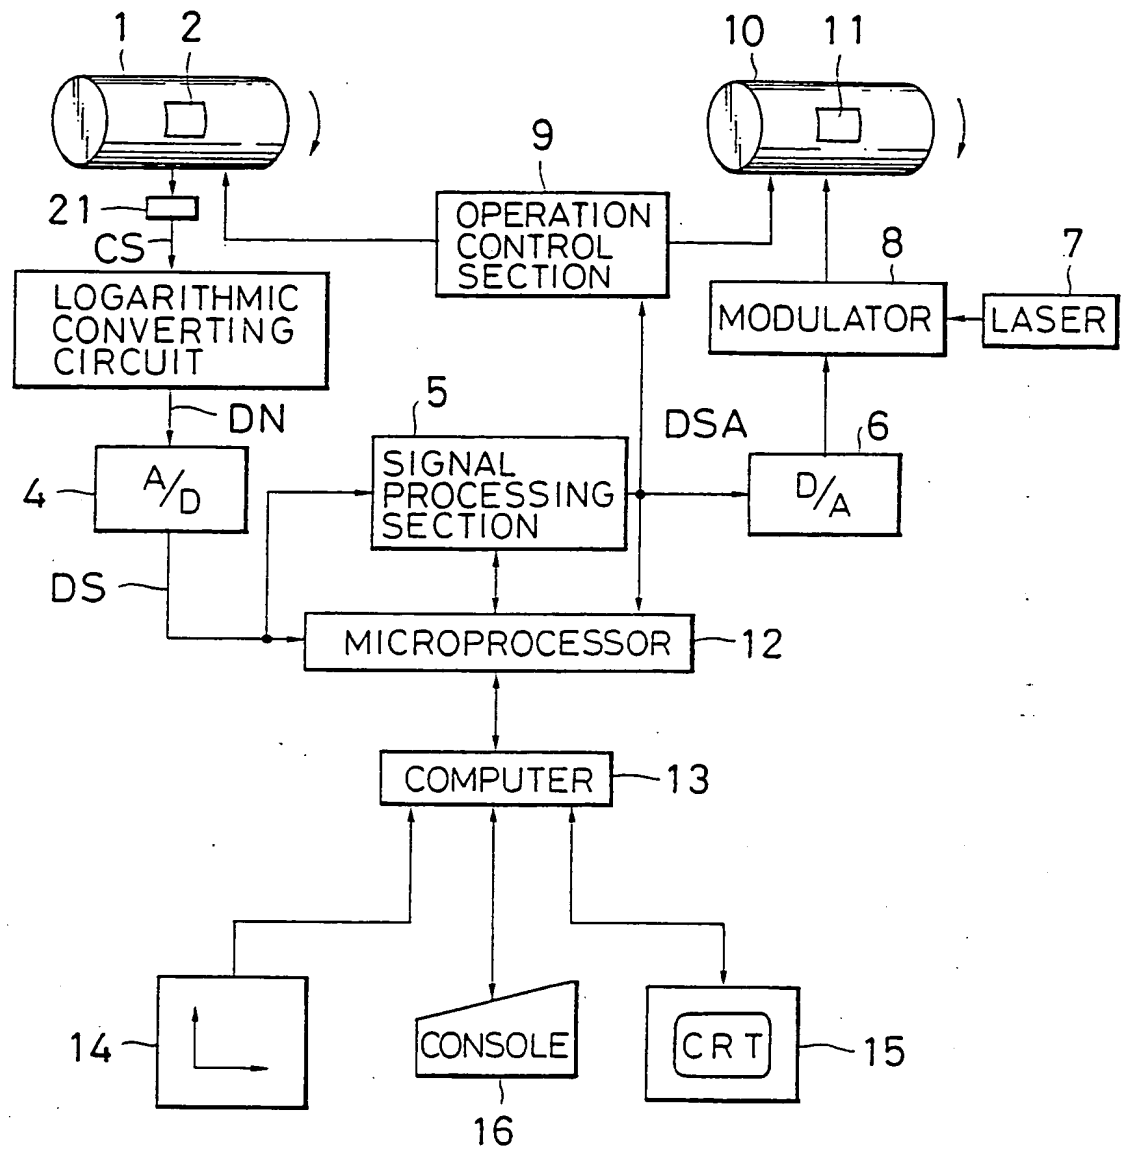 1
2
10
11
9
21
OPERATION
CONTROL
SECTION
CS
8
7
LOGARITHMIC
CONVERTING
CIRCUIT
MODULATOR
LASER
DN
5
DSA
6
4
A/D
SIGNAL
PROCESSING
SECTION
D/A
DS
MICROPROCESSOR
12
COMPUTER
13
14
CONSOLE
CRT
15
16